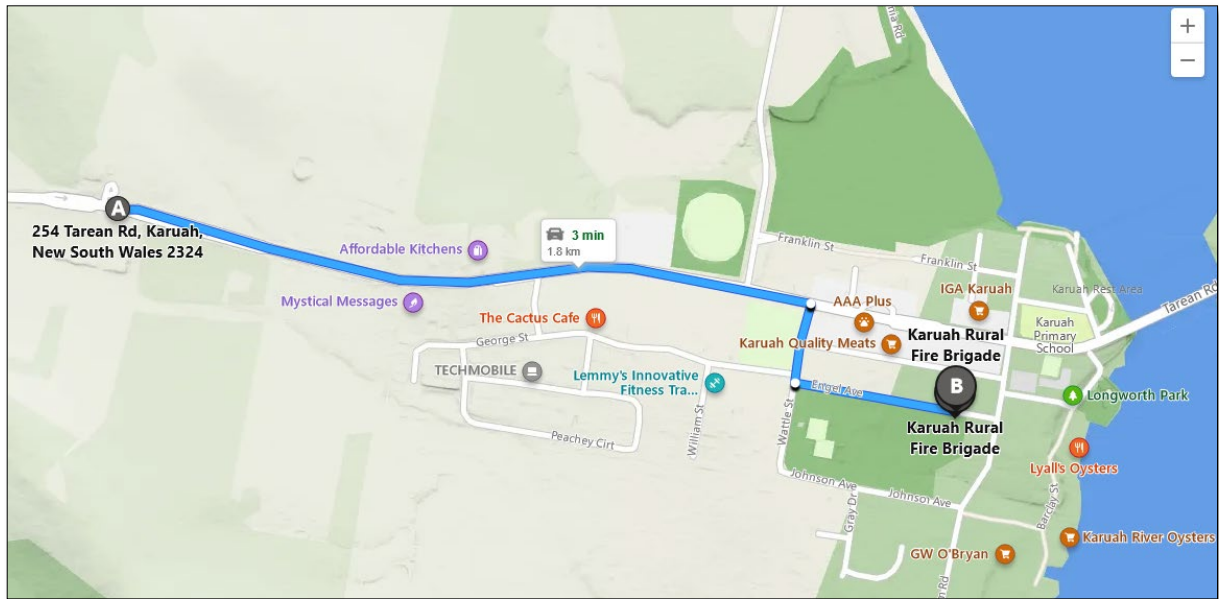 +
−
nia Rd
A
254 Tarean Rd, Karuah,
New South Wales 2324
Affordable Kitchens
3 min
1.8 km
Mystical Messages
Franklin St
Franklin St
Karuah Rest Area
Tarean Rd
AAA Plus
IGA Karuah
The Cactus Cafe
Karuah Quality Meats
Karuah Rural
Fire Brigade
Karuah
Primary
School
George St
TECHMOBILE
Lemmy's Innovative
Fitness Tra...
Engel Ave
B
Longworth Park
Wattle St
William St
Peachey Cirt
Karuah Rural
Fire Brigade
Lyall's Oysters
Johnson Ave
Johnson Ave
Gray Dr
Barclay St
GW O'Bryan
Karuah River Oysters
n Rd